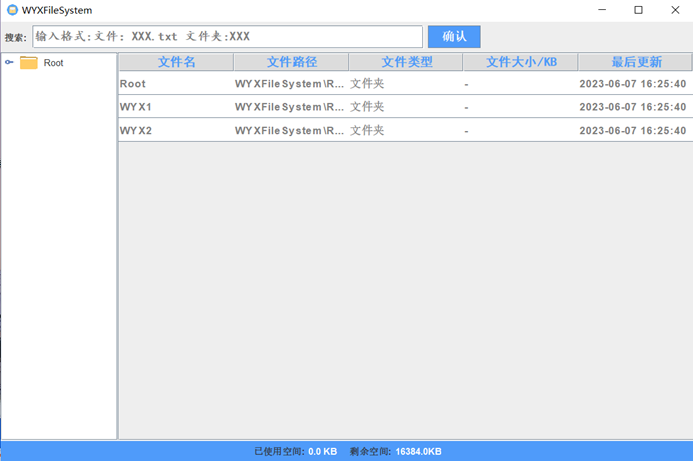 WYXFileSystem
搜索: 输入格式:文件: XXX.txt 文件夹:XXX 确认
Root
文件名 文件路径 文件类型 文件大小/KB 最后更新
Root WYXFileSystem\R... 文件夹 - 2023-06-07 16:25:40
WYX1 WYXFileSystem\R... 文件夹 - 2023-06-07 16:25:40
WYX2 WYXFileSystem\R... 文件夹 - 2023-06-07 16:25:40
已使用空间: 0.0 KB 剩余空间: 16384.0KB